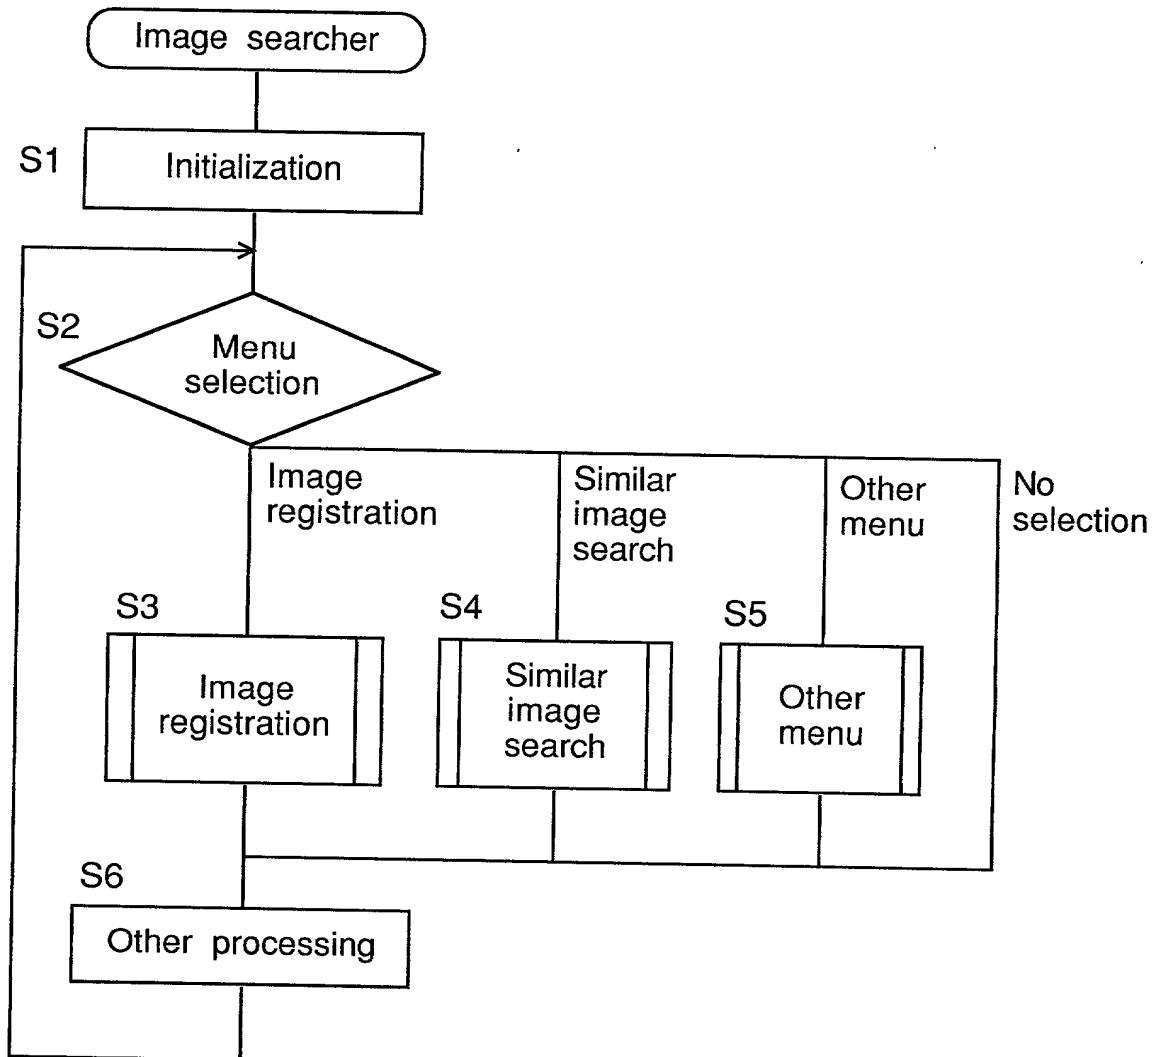 Image searcher
S1
Initialization
S2
Menu
selection
Image
registration
Similar
image
search
Other
menu
No
selection
S3
Image
registration
S4
Similar
image
search
S5
Other
menu
S6
Other processing